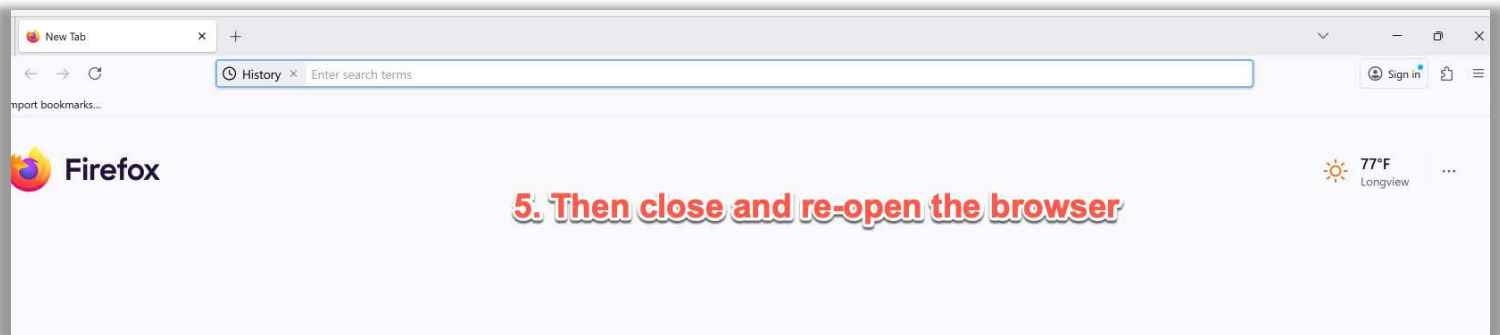 New Tab
History × Enter search terms
Sign in
mport bookmarks...
Firefox
77°F
Longview
5. Then close and re-open the browser